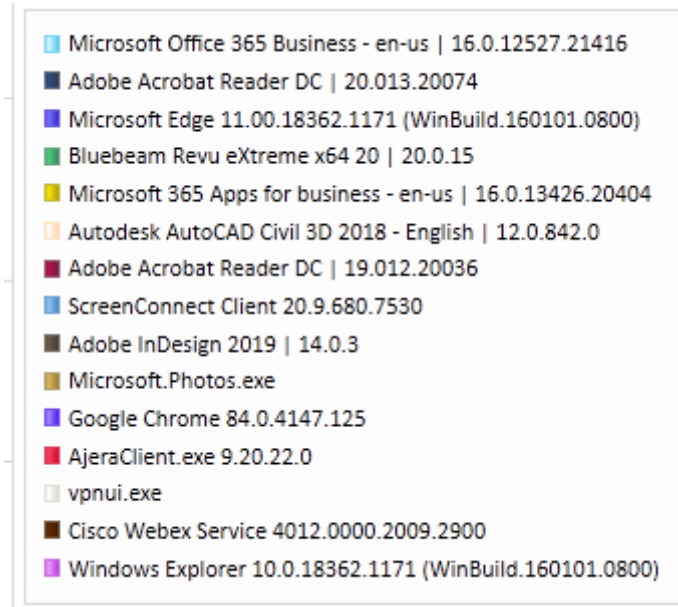 Microsoft Office 365 Business - en-us | 16.0.12527.21416
Adobe Acrobat Reader DC | 20.013.20074
Microsoft Edge 11.00.18362.1171 (WinBuild.160101.0800)
Bluebeam Revu eXtreme x64 20 | 20.0.15
Microsoft 365 Apps for business - en-us | 16.0.13426.20404
Autodesk AutoCAD Civil 3D 2018 - English | 12.0.842.0
Adobe Acrobat Reader DC | 19.012.20036
ScreenConnect Client 20.9.680.7530
Adobe InDesign 2019 | 14.0.3
Microsoft.Photos.exe
Google Chrome 84.0.4147.125
AjeraClient.exe 9.20.22.0
vpnui.exe
Cisco Webex Service 4012.0000.2009.2900
Windows Explorer 10.0.18362.1171 (WinBuild.160101.0800)